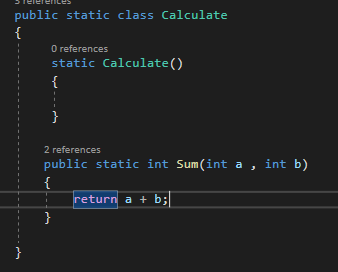 3 references
public static class Calculate
{
0 references
static Calculate()
{
}
2 references
public static int Sum(int a , int b)
{
return a + b;
}
}